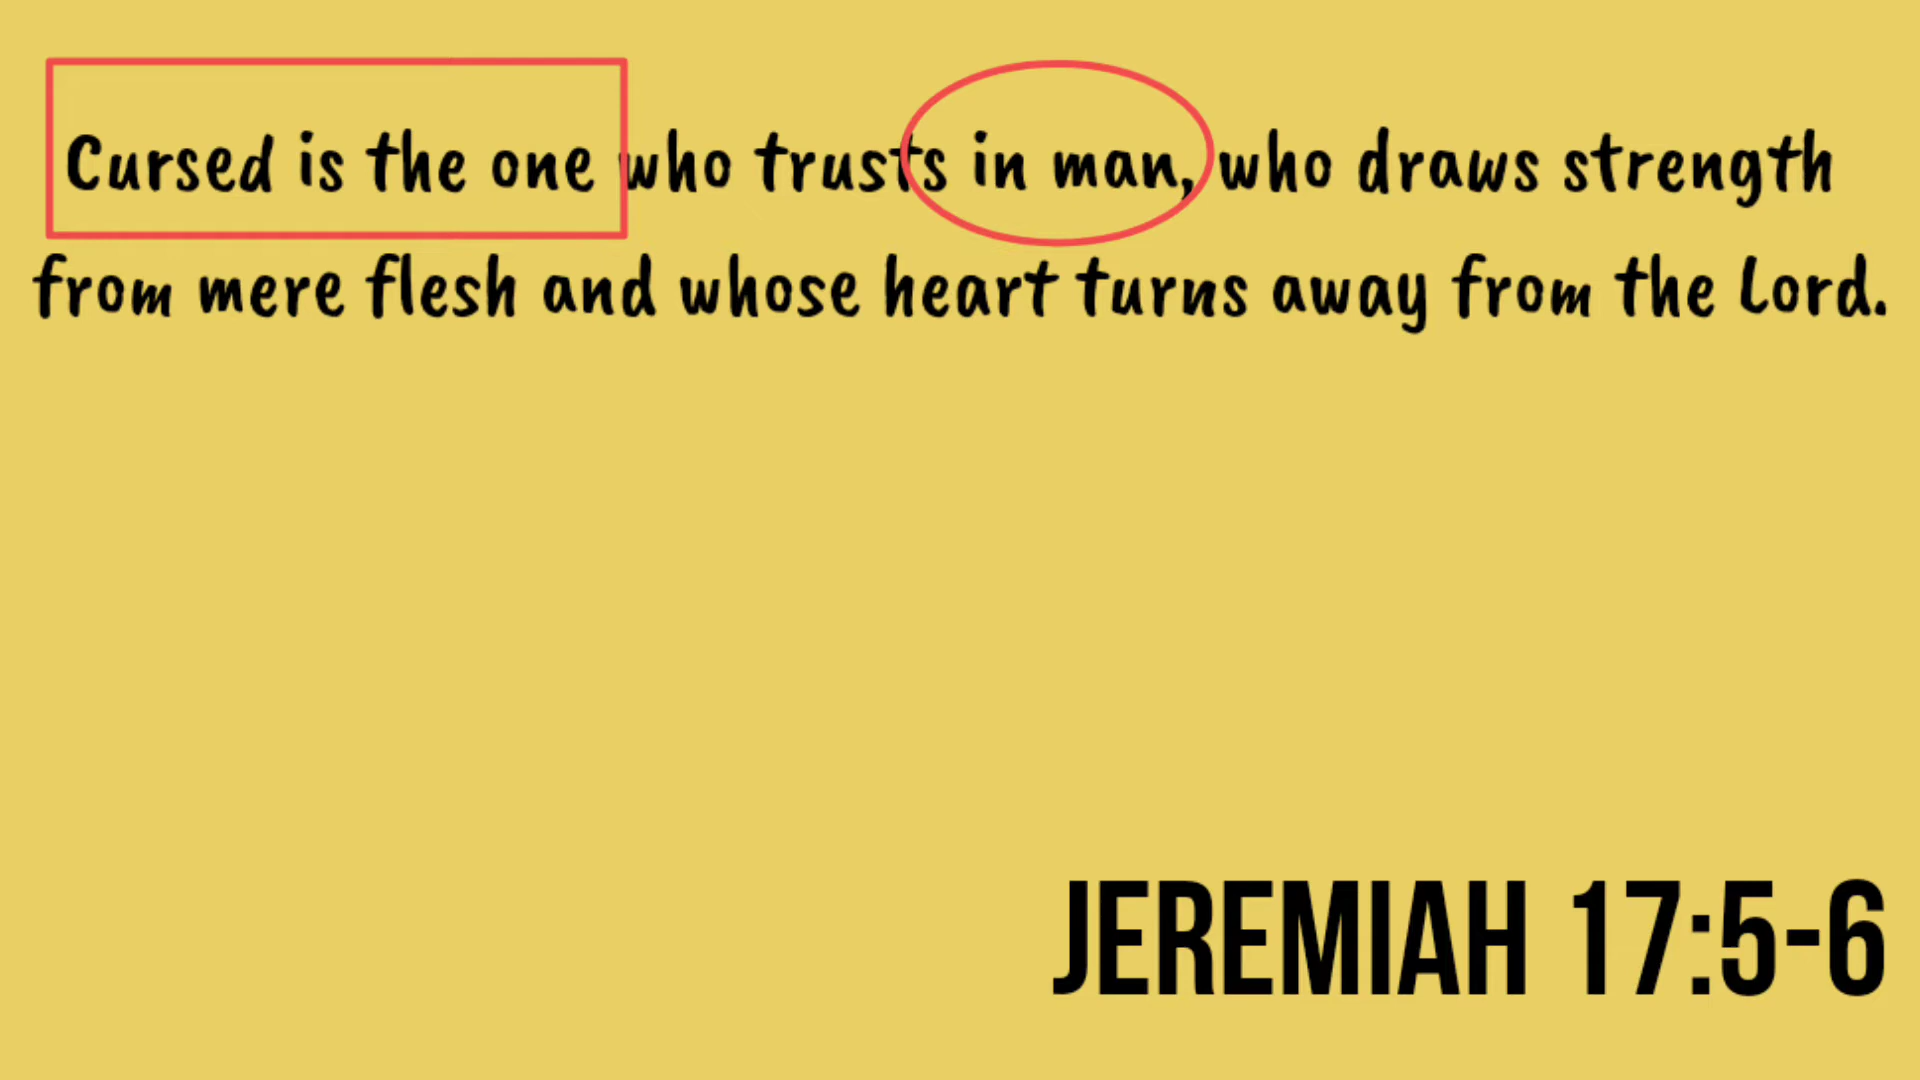 Cursed is the one who trusts in man, who draws strength
from mere flesh and whose heart turns away from the Lord.
JEREMIAH 17:5-6